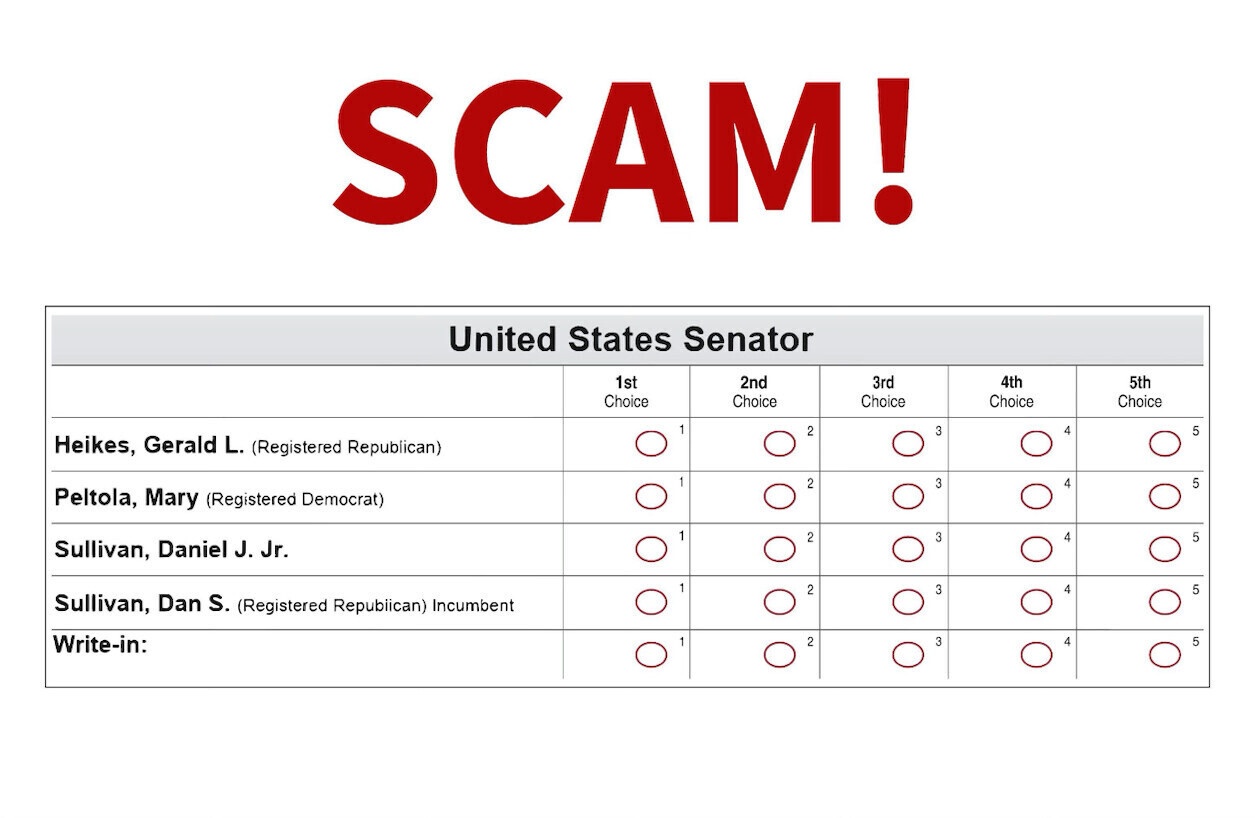 SCAM!
United States Senator
1st 2nd 3rd 4th 5th
Choice Choice Choice Choice Choice
Heikes, Gerald L. (Registered Republican) 1 2 3 4 5
Peltola, Mary (Registered Democrat) 1 2 3 4 5
Sullivan, Daniel J. Jr. 1 2 3 4 5
Sullivan, Dan S. (Registered Republican) Incumbent 1 2 3 4 5
Write-in: 1 2 3 4 5